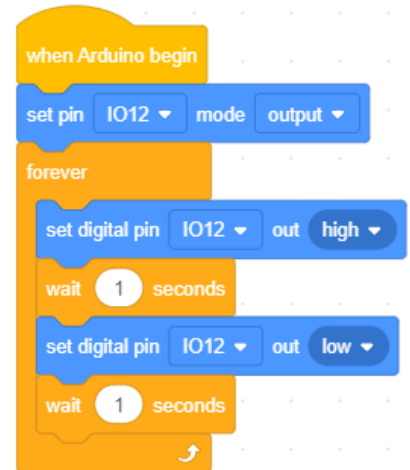 when Arduino begin
set pin IO12 mode output
forever
set digital pin IO12 out high
wait 1 seconds
set digital pin IO12 out low
wait 1 seconds